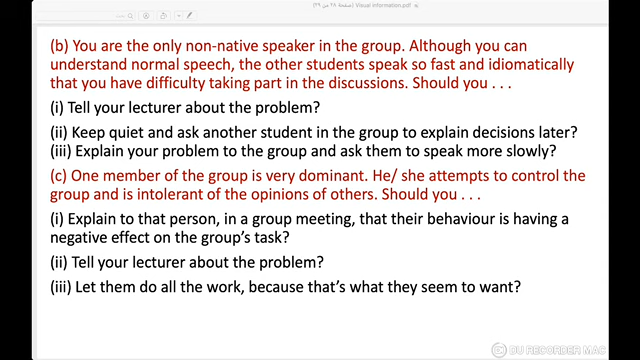 Visual information.pdf (صفحة ٢٨ من ٣٩)
(b) You are the only non-native speaker in the group. Although you can
understand normal speech, the other students speak so fast and idiomatically
that you have difficulty taking part in the discussions. Should you . . .
(i) Tell your lecturer about the problem?
(ii) Keep quiet and ask another student in the group to explain decisions later?
(iii) Explain your problem to the group and ask them to speak more slowly?
(c) One member of the group is very dominant. He/ she attempts to control the
group and is intolerant of the opinions of others. Should you . . .
(i) Explain to that person, in a group meeting, that their behaviour is having a
negative effect on the group's task?
(ii) Tell your lecturer about the problem?
(iii) Let them do all the work, because that's what they seem to want?
DU RECORDER MAC